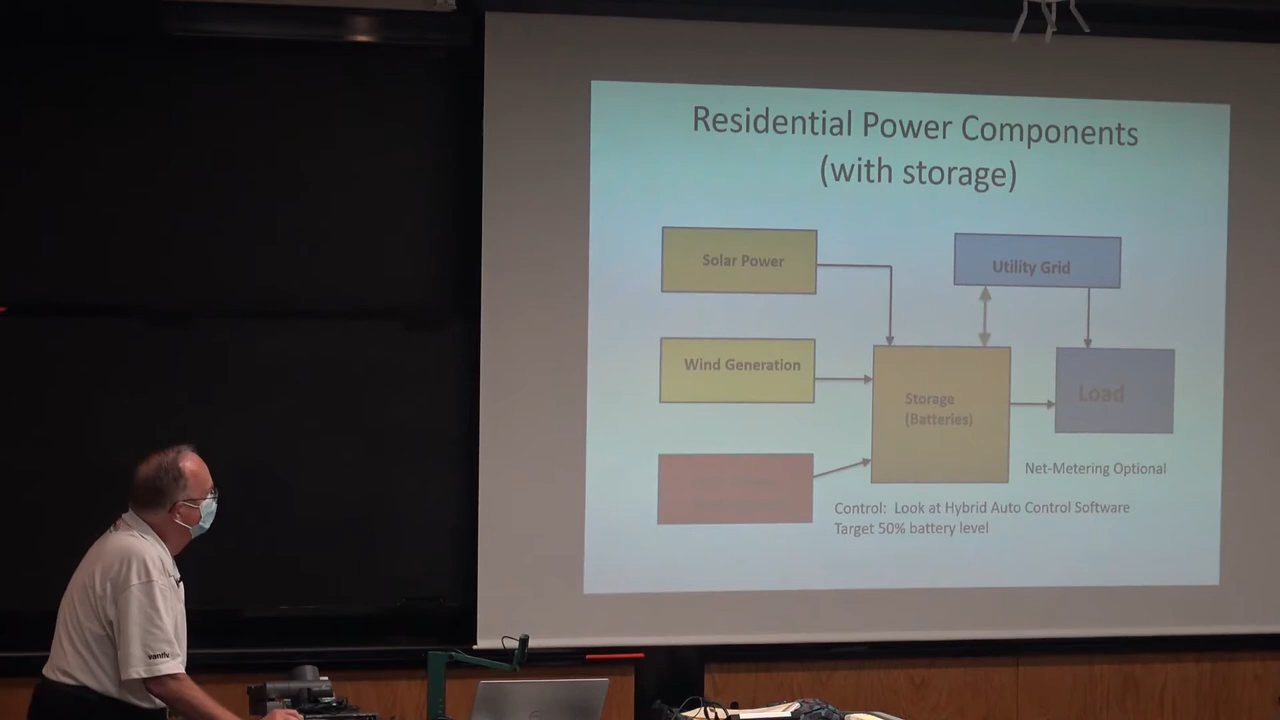 Residential Power Components
(with storage)
Solar Power
Utility Grid
Wind Generation
Storage
(Batteries)
Load
Net-Metering Optional
Control: Look at Hybrid Auto Control Software
Target 50% battery level
vantiv